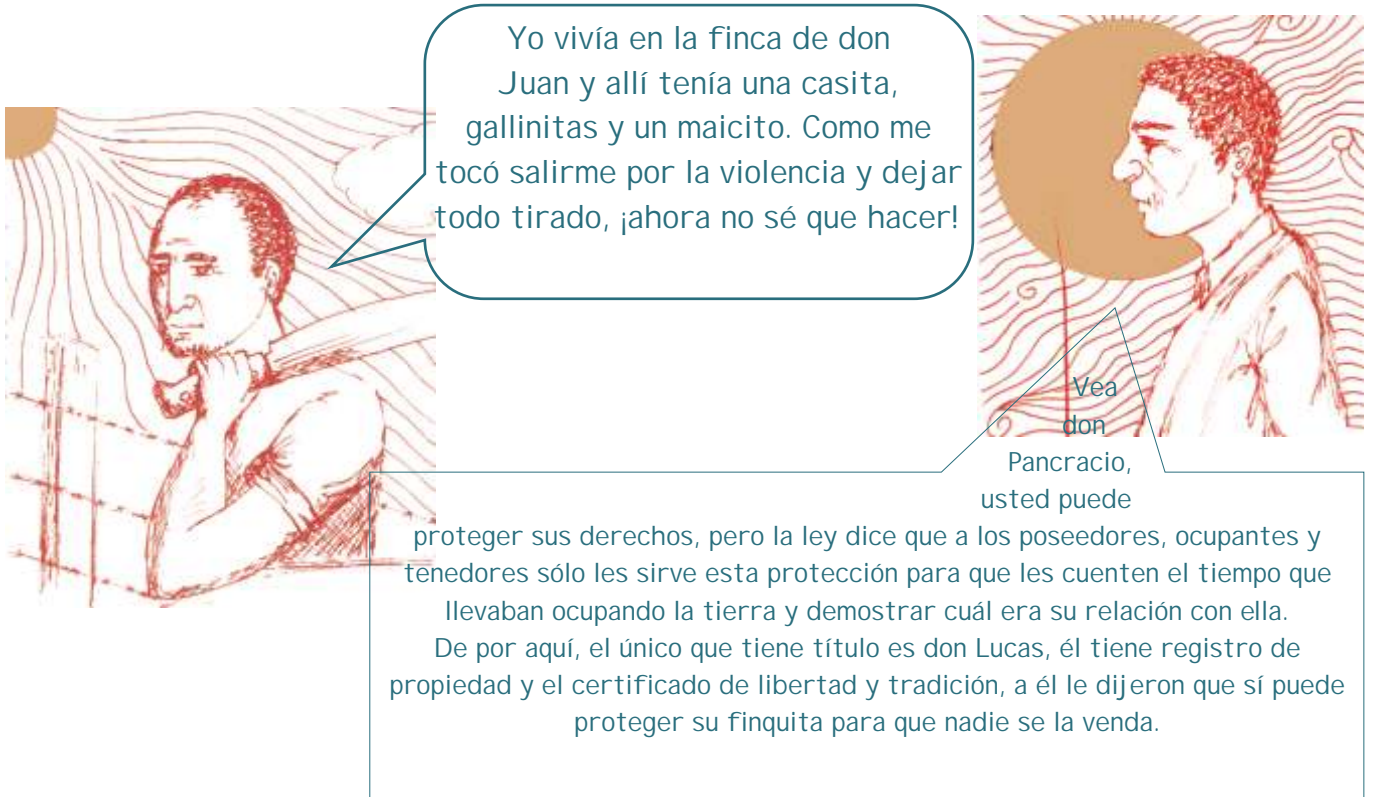 Yo vivía en la finca de don
Juan y allí tenía una casita,
gallinitas y un maicito. Como me
tocó salirme por la violencia y dejar
todo tirado, ¡ahora no sé que hacer!
Vea
don
Pancracio,
usted puede
proteger sus derechos, pero la ley dice que a los poseedores, ocupantes y
tenedores sólo les sirve esta protección para que les cuenten el tiempo que
llevaban ocupando la tierra y demostrar cuál era su relación con ella.
De por aquí, el único que tiene título es don Lucas, él tiene registro de
propiedad y el certificado de libertad y tradición, a él le dijeron que sí puede
proteger su finquita para que nadie se la venda.